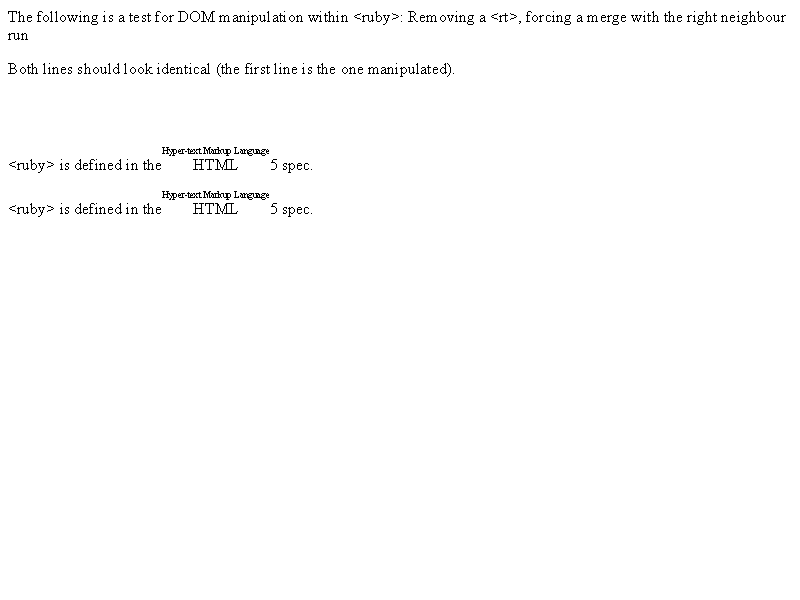 The following is a test for DOM manipulation within <ruby>: Removing a <rt>, forcing a merge with the right neighbour
run
Both lines should look identical (the first line is the one manipulated).
Hyper-text Markup Language
<ruby> is defined in the HTML 5 spec.
Hyper-text Markup Language
<ruby> is defined in the HTML 5 spec.